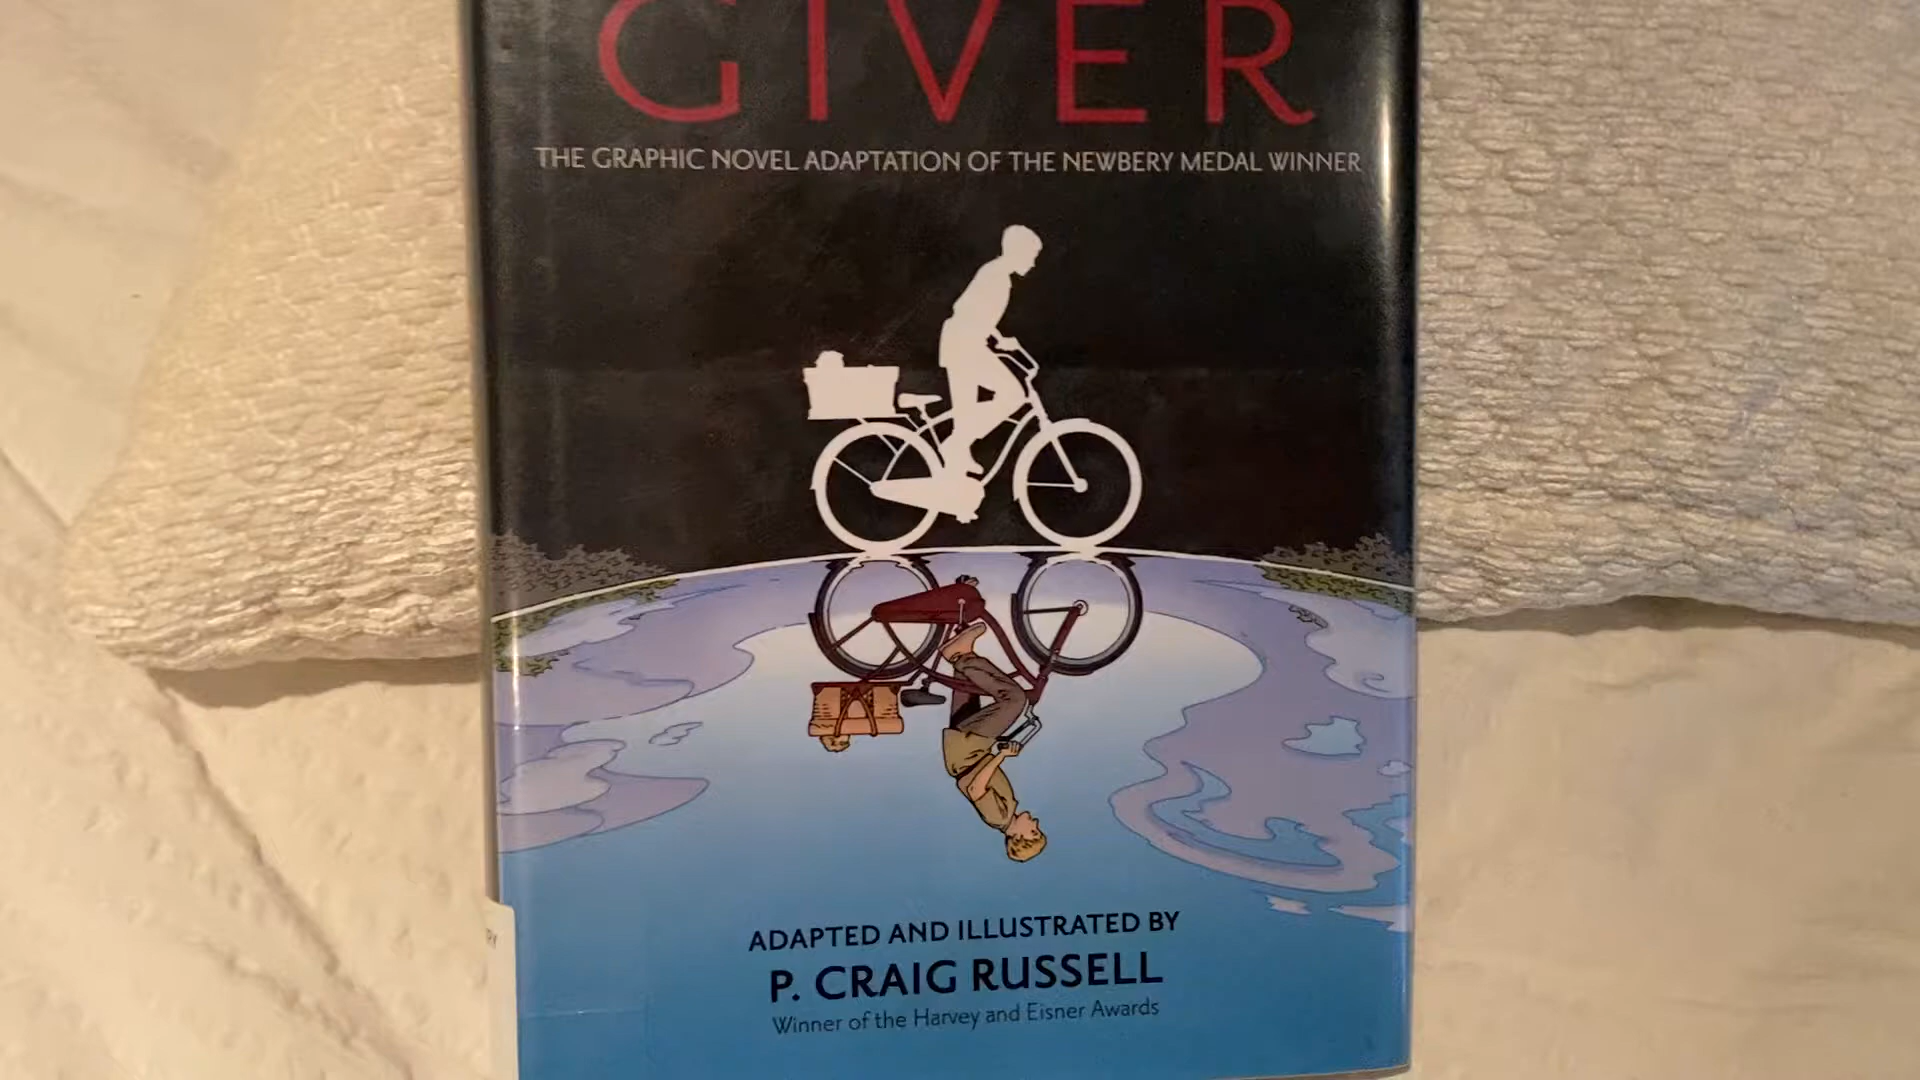 GIVER
THE GRAPHIC NOVEL ADAPTATION OF THE NEWBERY MEDAL WINNER
ADAPTED AND ILLUSTRATED BY
P. CRAIG RUSSELL
Winner of the Harvey and Eisner Awards